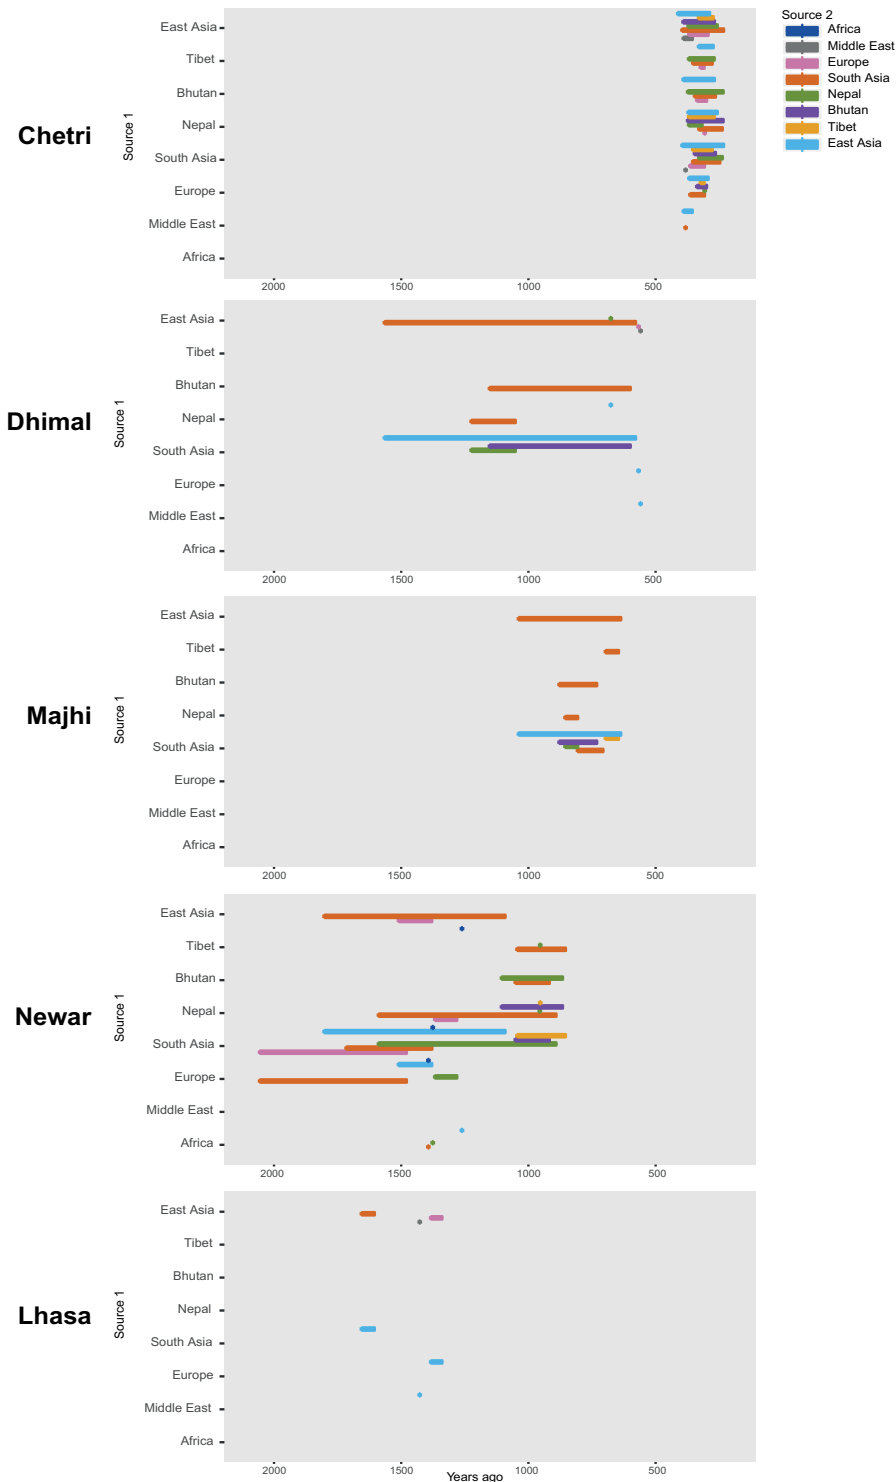 Source 2
Africa
Middle East
Europe
South Asia
Nepal
Bhutan
Tibet
East Asia
Chetri
Source 1
East Asia
Tibet
Bhutan
Nepal
South Asia
Europe
Middle East
Africa
2000 1500 1000 500
Dhimal
Source 1
East Asia
Tibet
Bhutan
Nepal
South Asia
Europe
Middle East
Africa
2000 1500 1000 500
Majhi
Source 1
East Asia
Tibet
Bhutan
Nepal
South Asia
Europe
Middle East
Africa
2000 1500 1000 500
Newar
Source 1
East Asia
Tibet
Bhutan
Nepal
South Asia
Europe
Middle East
Africa
2000 1500 1000 500
Lhasa
Source 1
East Asia
Tibet
Bhutan
Nepal
South Asia
Europe
Middle East
Africa
2000 1500 1000 500
Years ago